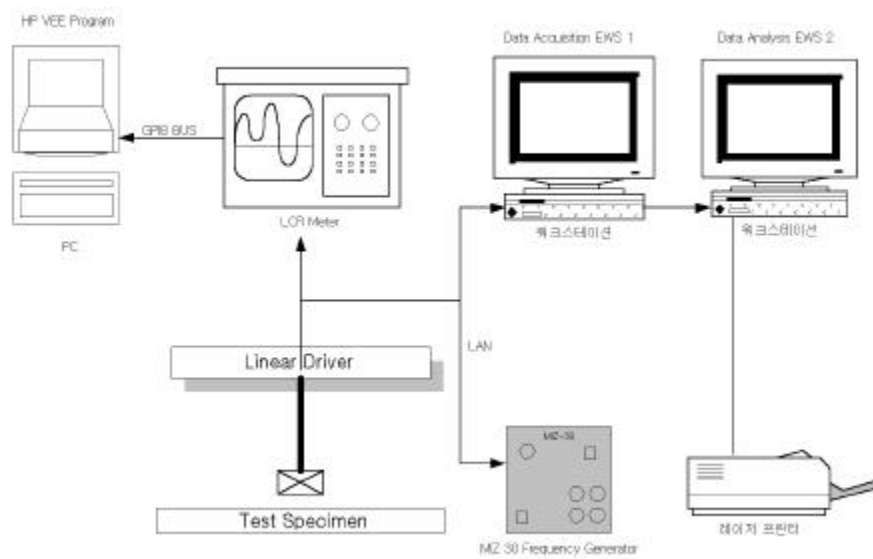 HP VEE Program
Data Acquisition EWS 1
Data Analysis EWS 2
GPIB BUS
PC
LCR Meter
워크스테이션
워크스테이션
LAN
Linear Driver
MIZ-30
Test Specimen
MIZ 30 Frequency Generator
레이저 프린터